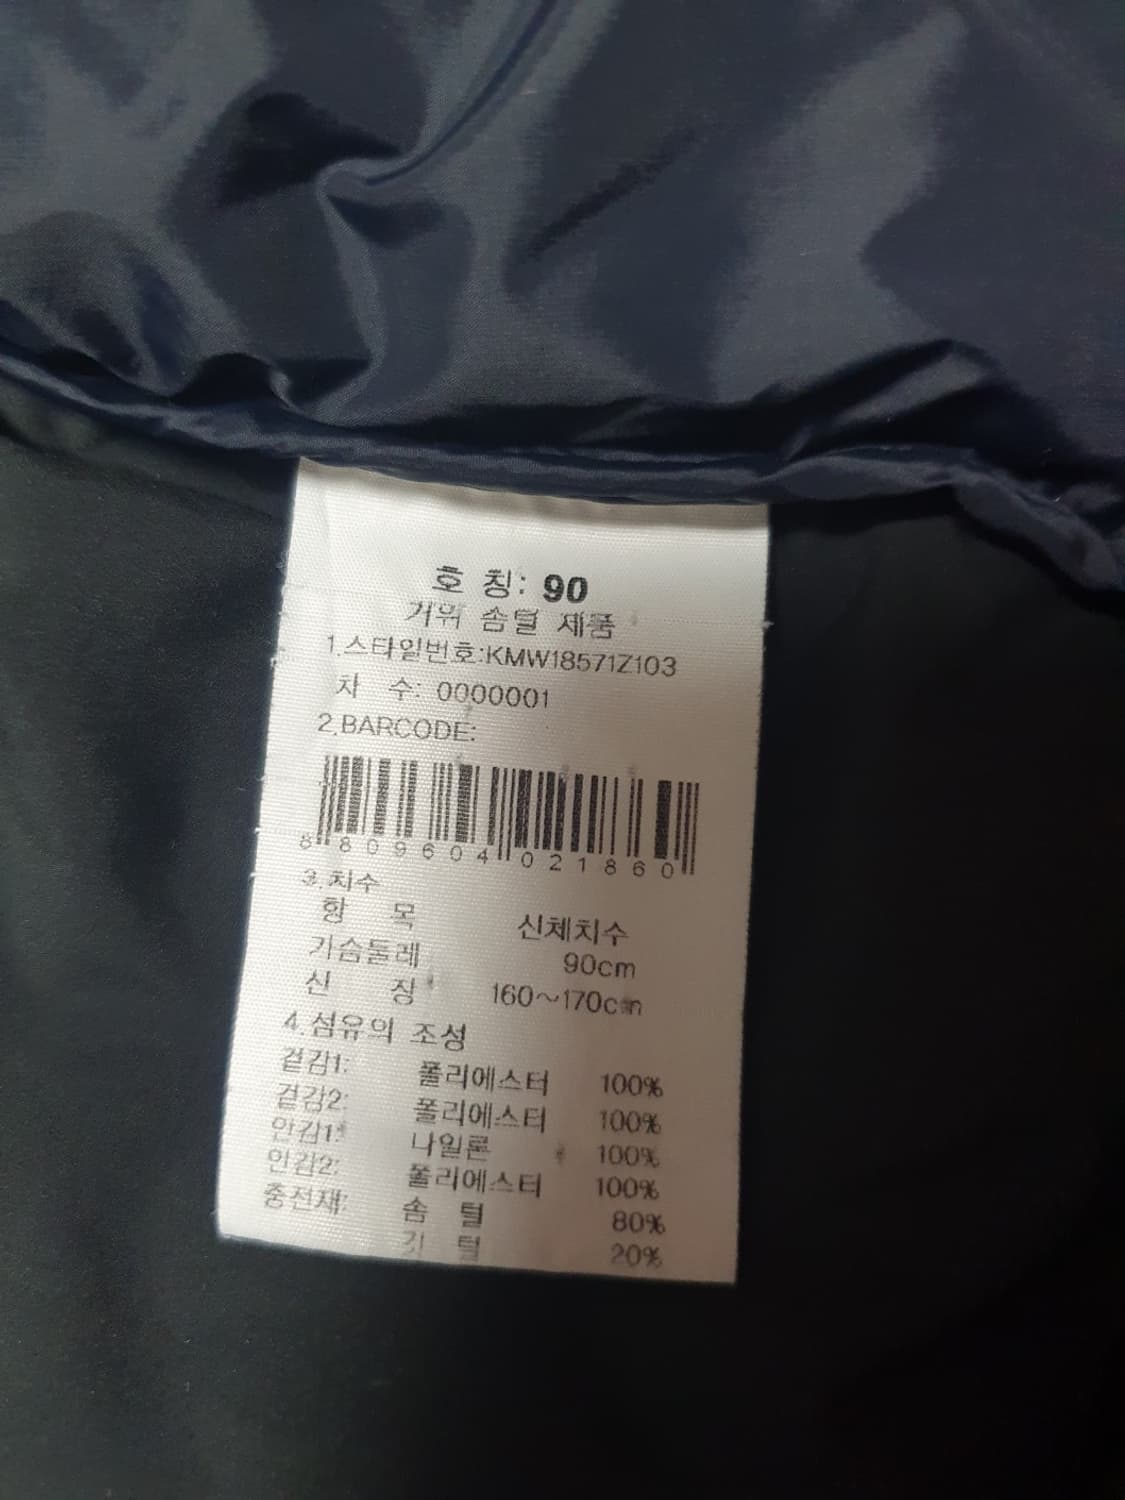 호 칭: 90
거위 솜털 제품
1.스타일번호:KMW18571Z103
차 수: 0000001
2.BARCODE:
8 809604 021860
3.치수
항 목 신체치수
가슴둘레 90cm
신 장 160~170cm
4.섬유의 조성
겉감1: 폴리에스터 100%
겉감2: 폴리에스터 100%
안감1: 나일론 100%
안감2: 폴리에스터 100%
충전재: 솜 털 80%
깃 털 20%